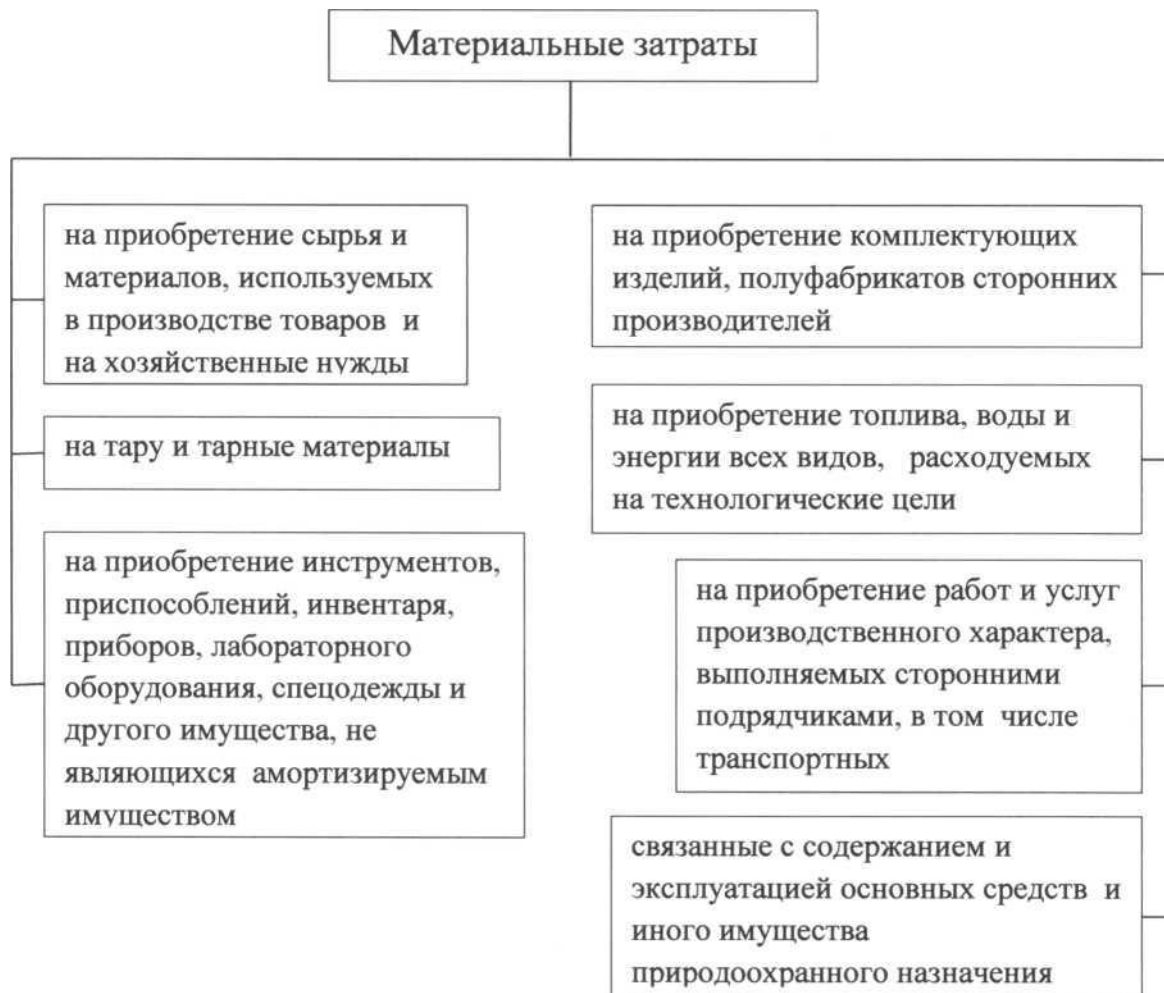 Материальные затраты
на приобретение сырья и
материалов, используемых
в производстве товаров и
на хозяйственные нужды
на тару и тарные материалы
на приобретение инструментов,
приспособлений, инвентаря,
приборов, лабораторного
оборудования, спецодежды и
другого имущества, не
являющихся амортизируемым
имуществом
на приобретение комплектующих
изделий, полуфабрикатов сторонних
производителей
на приобретение топлива, воды и
энергии всех видов, расходуемых
на технологические цели
на приобретение работ и услуг
производственного характера,
выполняемых сторонними
подрядчиками, в том числе
транспортных
связанные с содержанием и
эксплуатацией основных средств и
иного имущества
природоохранного назначения